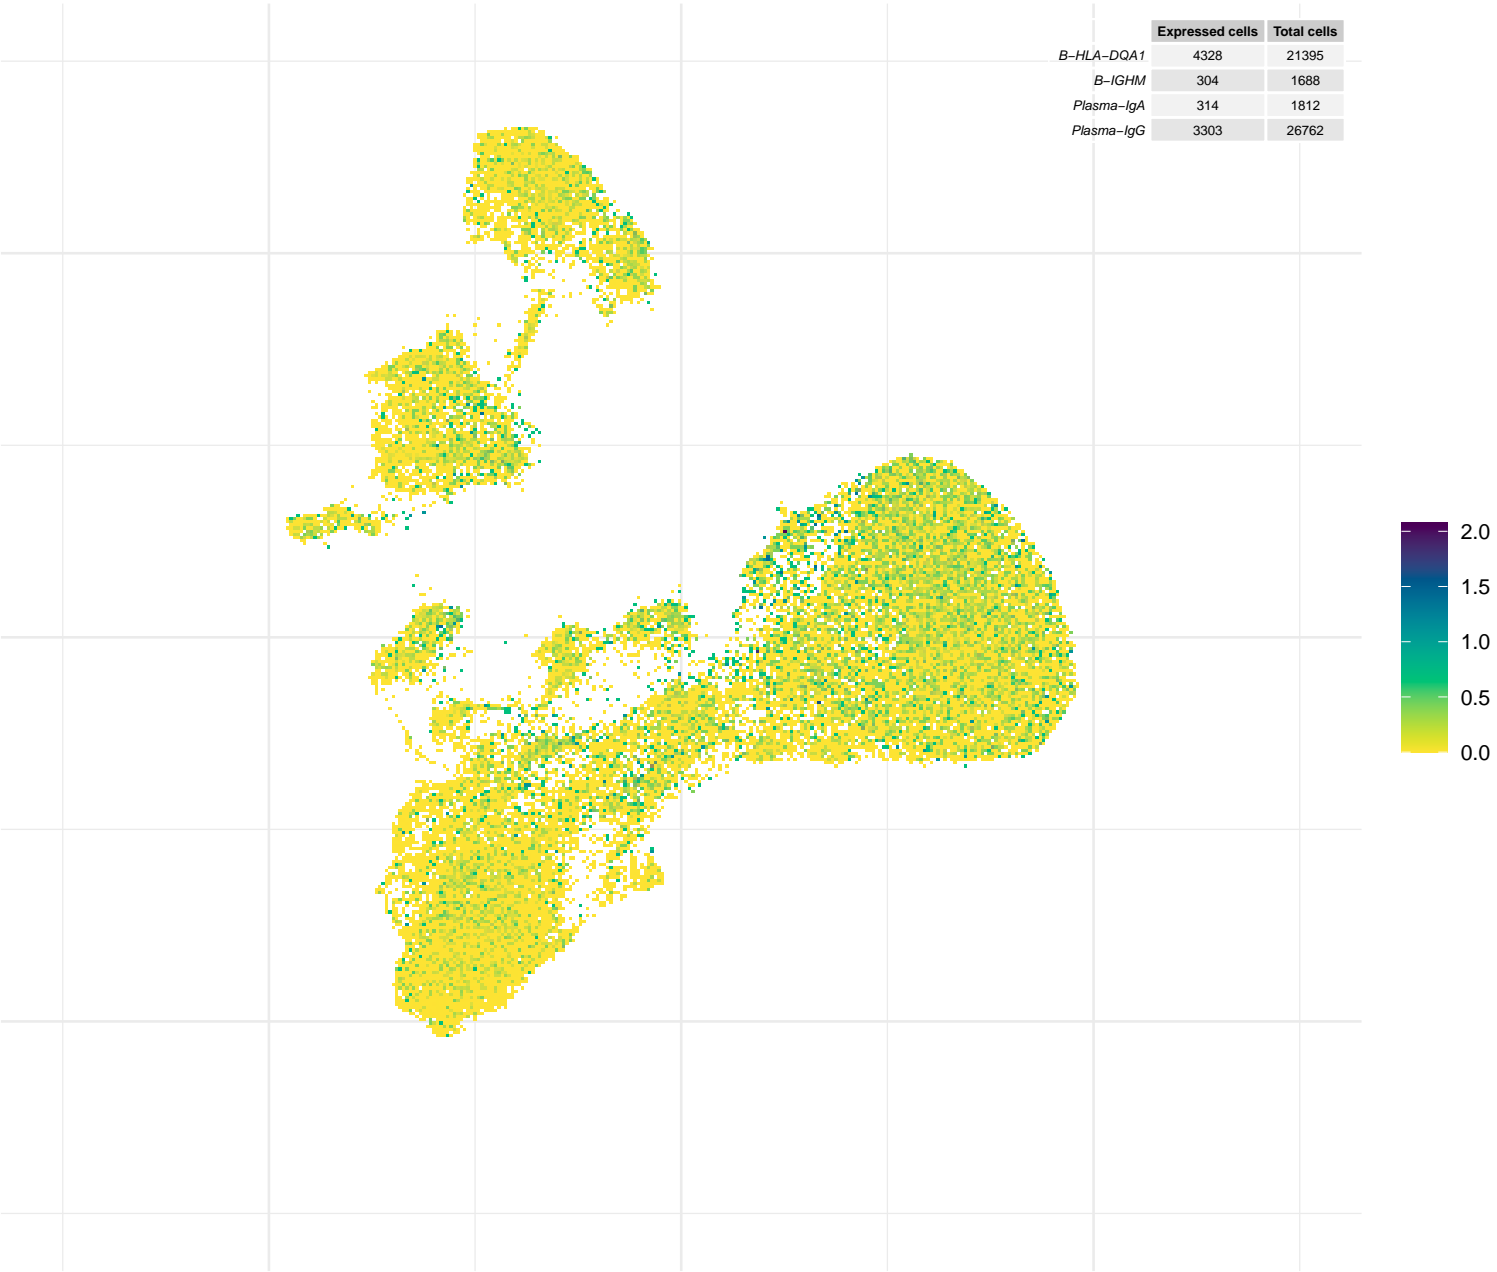 Expressed cells Total cells
B−HLA−DQA1 4328 21395
B−IGHM 304 1688
Plasma−IgA 314 1812
Plasma−IgG 3303 26762
2.0
1.5
1.0
0.5
0.0